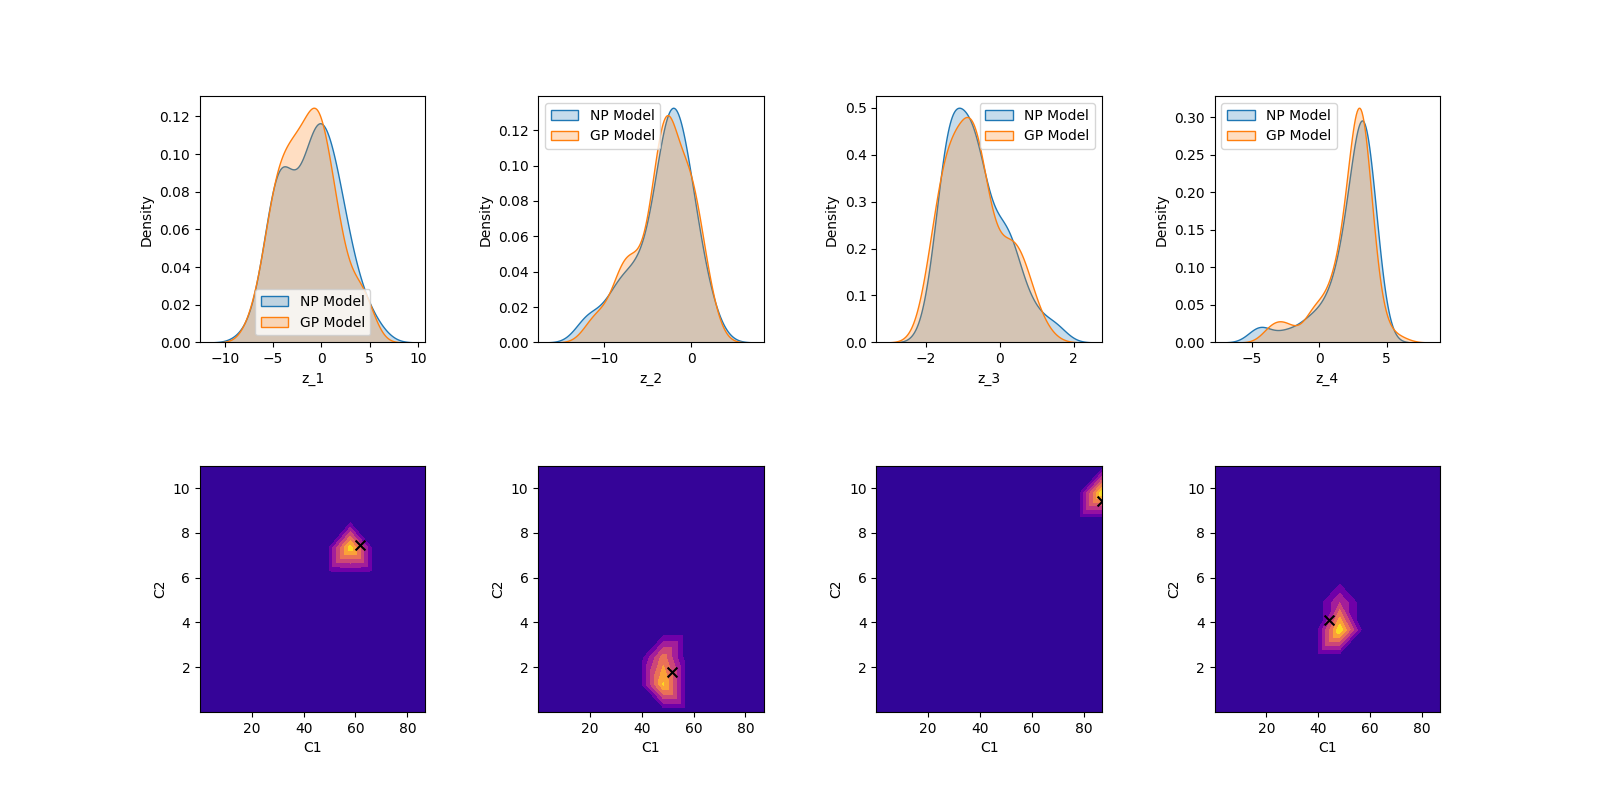 0.12
0.10
0.08
0.06
0.04
0.02
0.00
Density
−10 −5 0 5 10
z_1
NP Model
GP Model
0.12
0.10
0.08
0.06
0.04
0.02
0.00
Density
−10 0
z_2
NP Model
GP Model
0.5
0.4
0.3
0.2
0.1
0.0
Density
−2 0 2
z_3
NP Model
GP Model
0.30
0.25
0.20
0.15
0.10
0.05
0.00
Density
−5 0 5
z_4
NP Model
GP Model
10
8
6
4
2
C2
20 40 60 80
C1
10
8
6
4
2
C2
20 40 60 80
C1
10
8
6
4
2
C2
20 40 60 80
C1
10
8
6
4
2
C2
20 40 60 80
C1